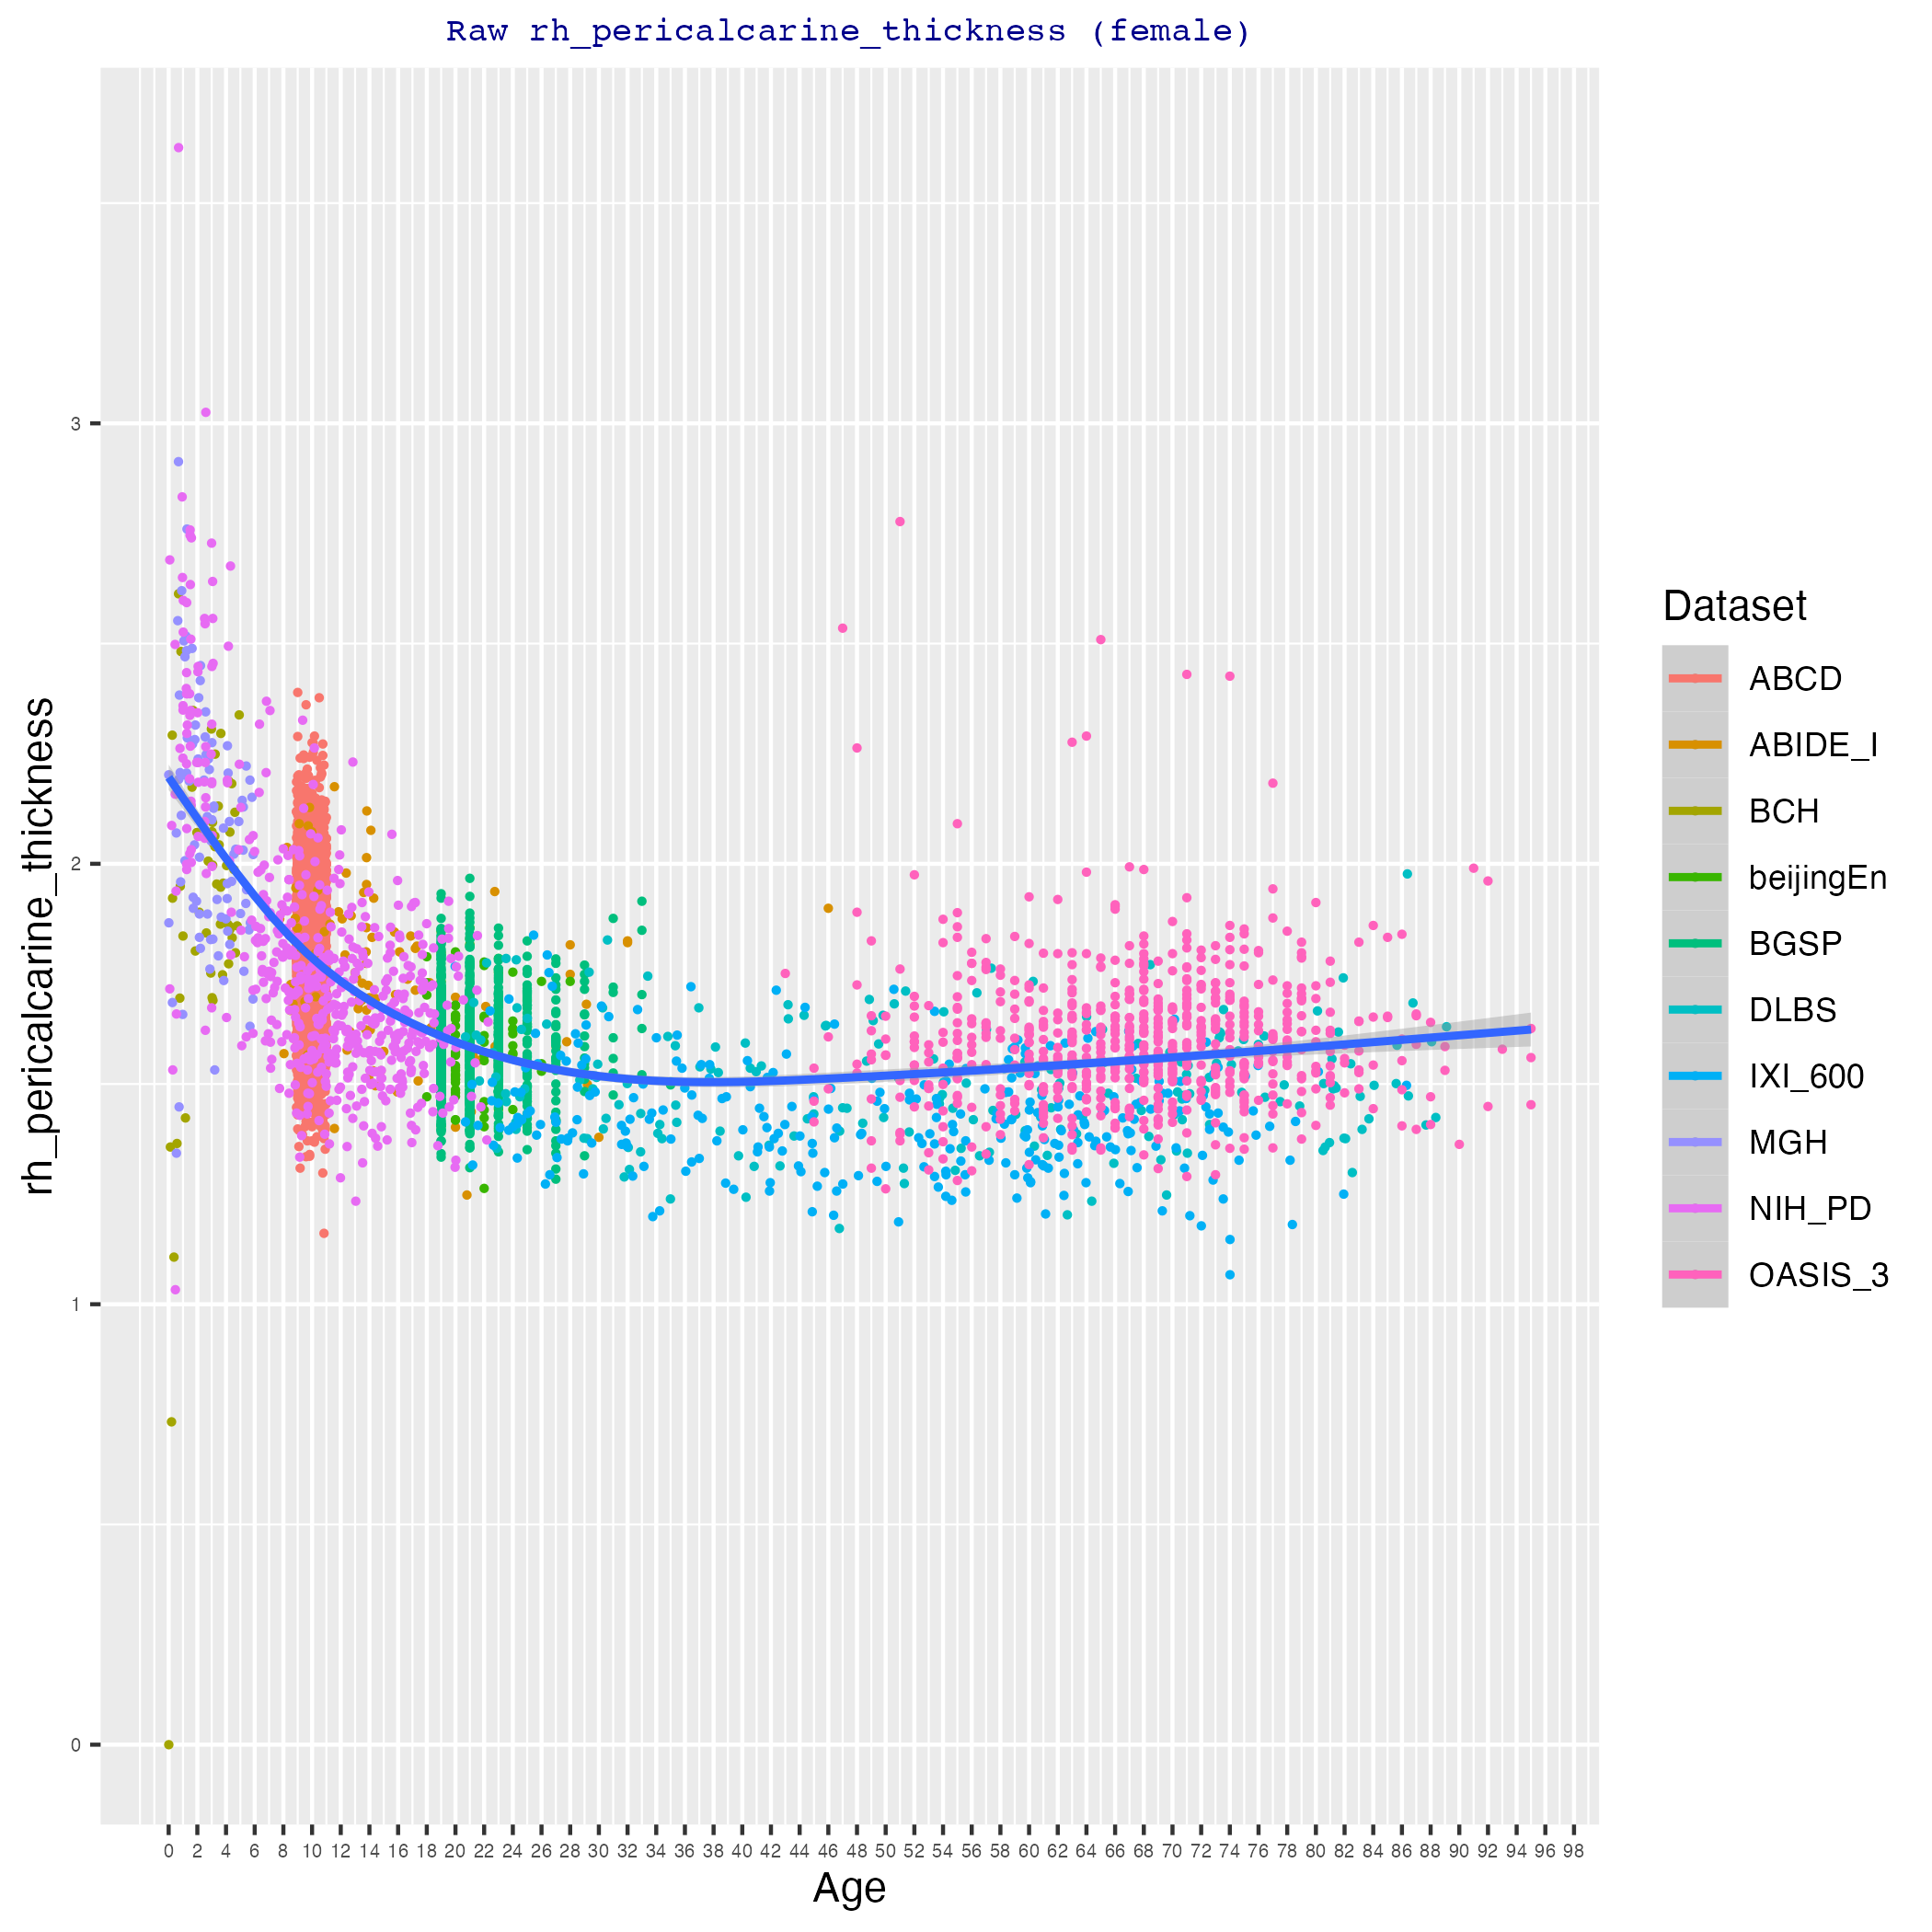 Raw rh_pericalcarine_thickness (female)
rh_pericalcarine_thickness
3
2
1
0
0 2 4 6 8 10 12 14 16 18 20 22 24 26 28 30 32 34 36 38 40 42 44 46 48 50 52 54 56 58 60 62 64 66 68 70 72 74 76 78 80 82 84 86 88 90 92 94 96 98
Age
Dataset
ABCD
ABIDE_I
BCH
beijingEn
BGSP
DLBS
IXI_600
MGH
NIH_PD
OASIS_3